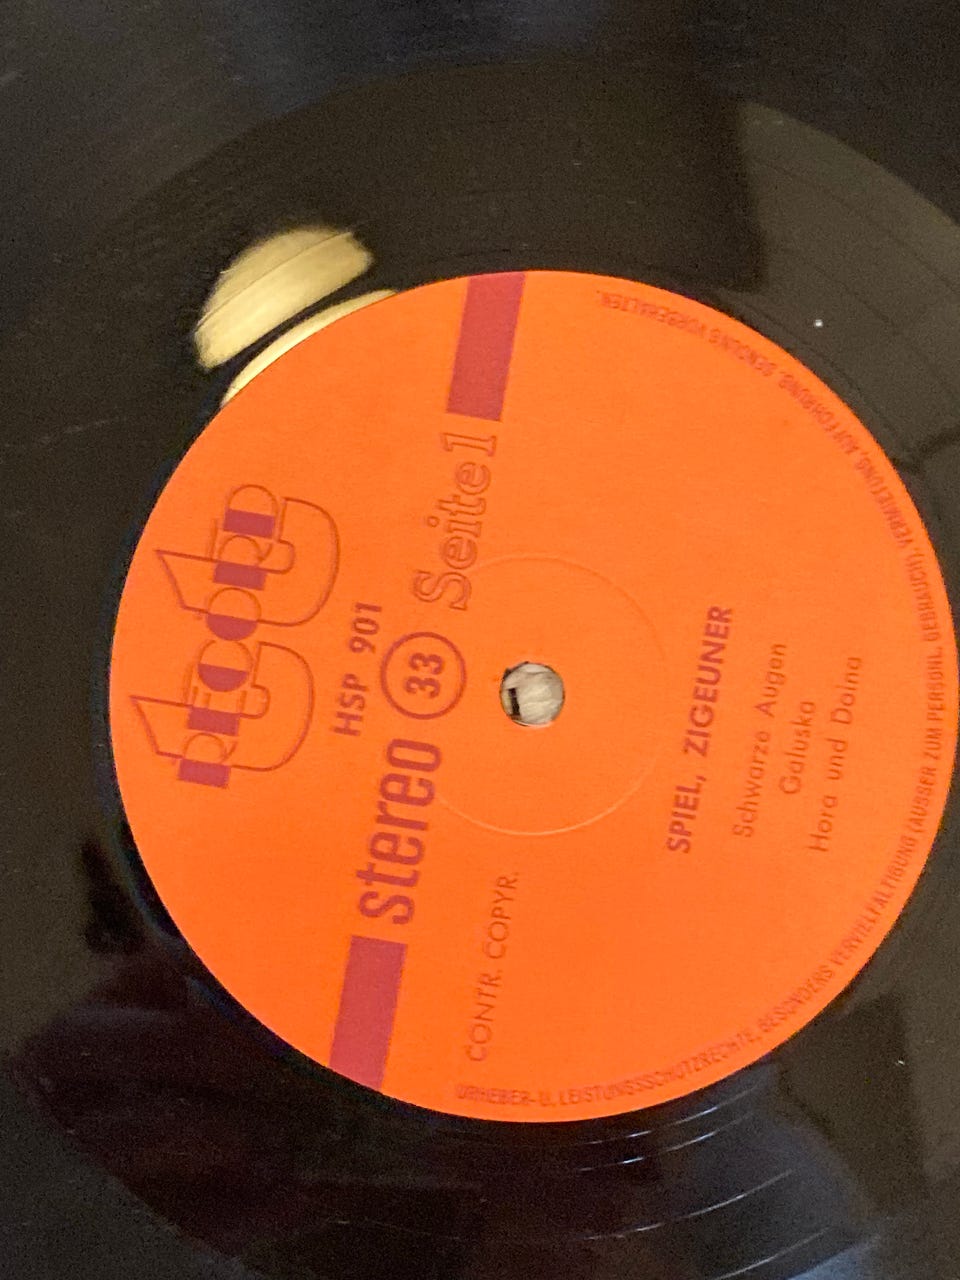 RECORD
HSP 901
stereo 33 Seite 1
CONTR. COPYR.
SPIEL, ZIGEUNER
Schwarze Augen
Galuska
Hora und Daina
URHEBER- U. LEISTUNGSSCHUTZRECHTE, BESONDERS VERVIELFÄLTIGUNG (AUSSER ZUM PERSÖNL. GEBRAUCH), VERMIETUNG, AUFFÜHRUNG, SENDUNG VORBEHALTEN.